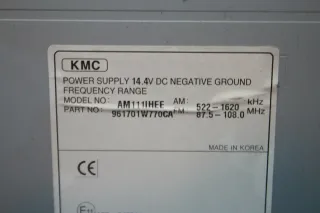 KMC
POWER SUPPLY 14.4V DC NEGATIVE GROUND
FREQUENCY RANGE
MODEL NO: AM111IHEE AM: 522-1620 kHz
PART NO: 961701W770CA FM: 87.5-108.0 MHz
MADE IN KOREA
CE